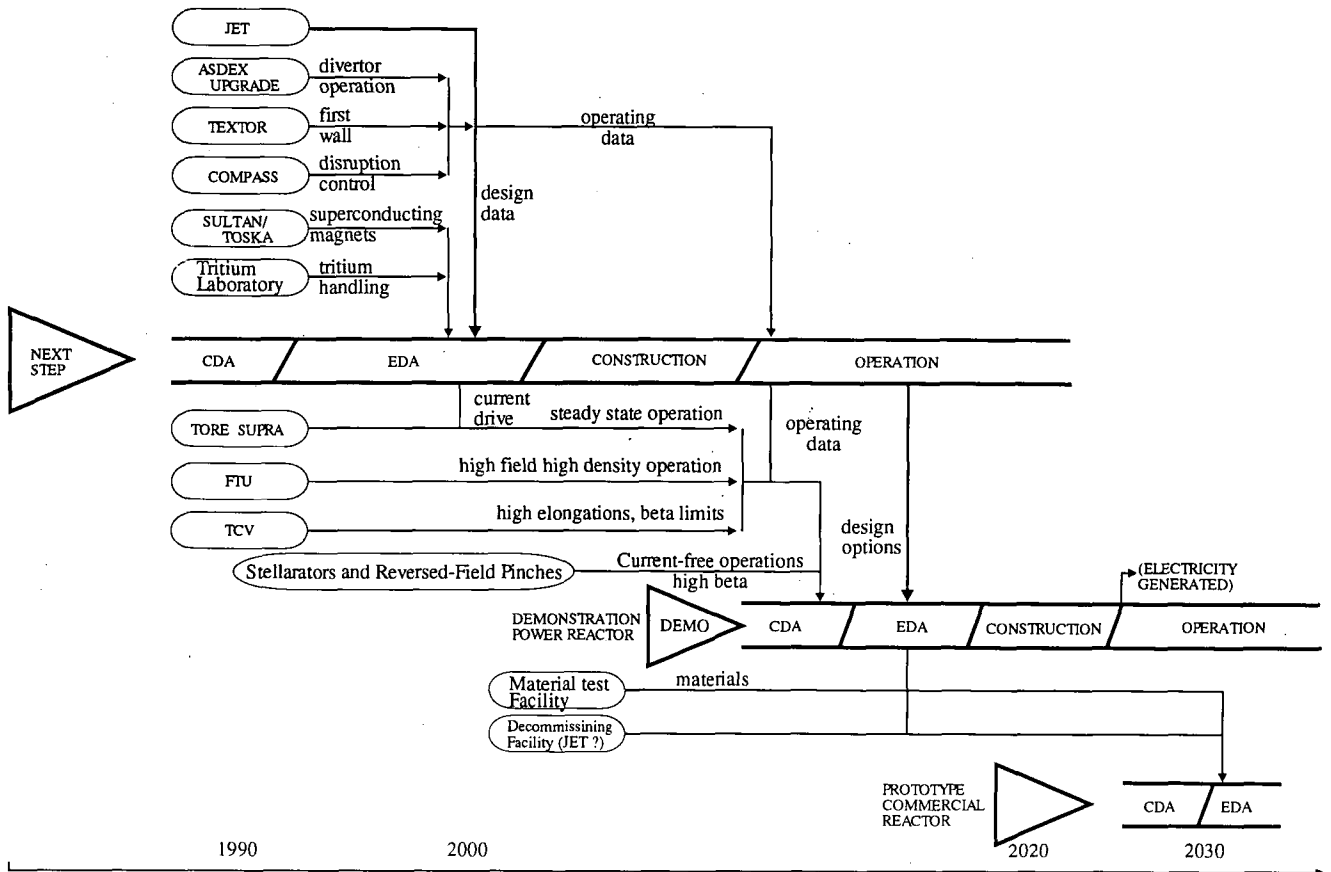 JET
ASDEX
UPGRADE
divertor
operation
TEXTOR
first
wall
operating
data
COMPASS
disruption
control
design
data
SULTAN/
TOSKA
superconducting
magnets
Tritium
Laboratory
tritium
handling
NEXT
STEP
CDA
EDA
CONSTRUCTION
OPERATION
current
drive
TORE SUPRA
steady state operation
operating
data
FTU
high field high density operation
TCV
high elongations, beta limits
design
options
Stellarators and Reversed-Field Pinches
Current-free operations
high beta
(ELECTRICITY
GENERATED)
DEMONSTRATION
POWER REACTOR
DEMO
CDA
EDA
CONSTRUCTION
OPERATION
Material test
Facility
materials
Decommissining
Facility (JET ?)
PROTOTYPE
COMMERCIAL
REACTOR
CDA
EDA
1990
2000
2020
2030